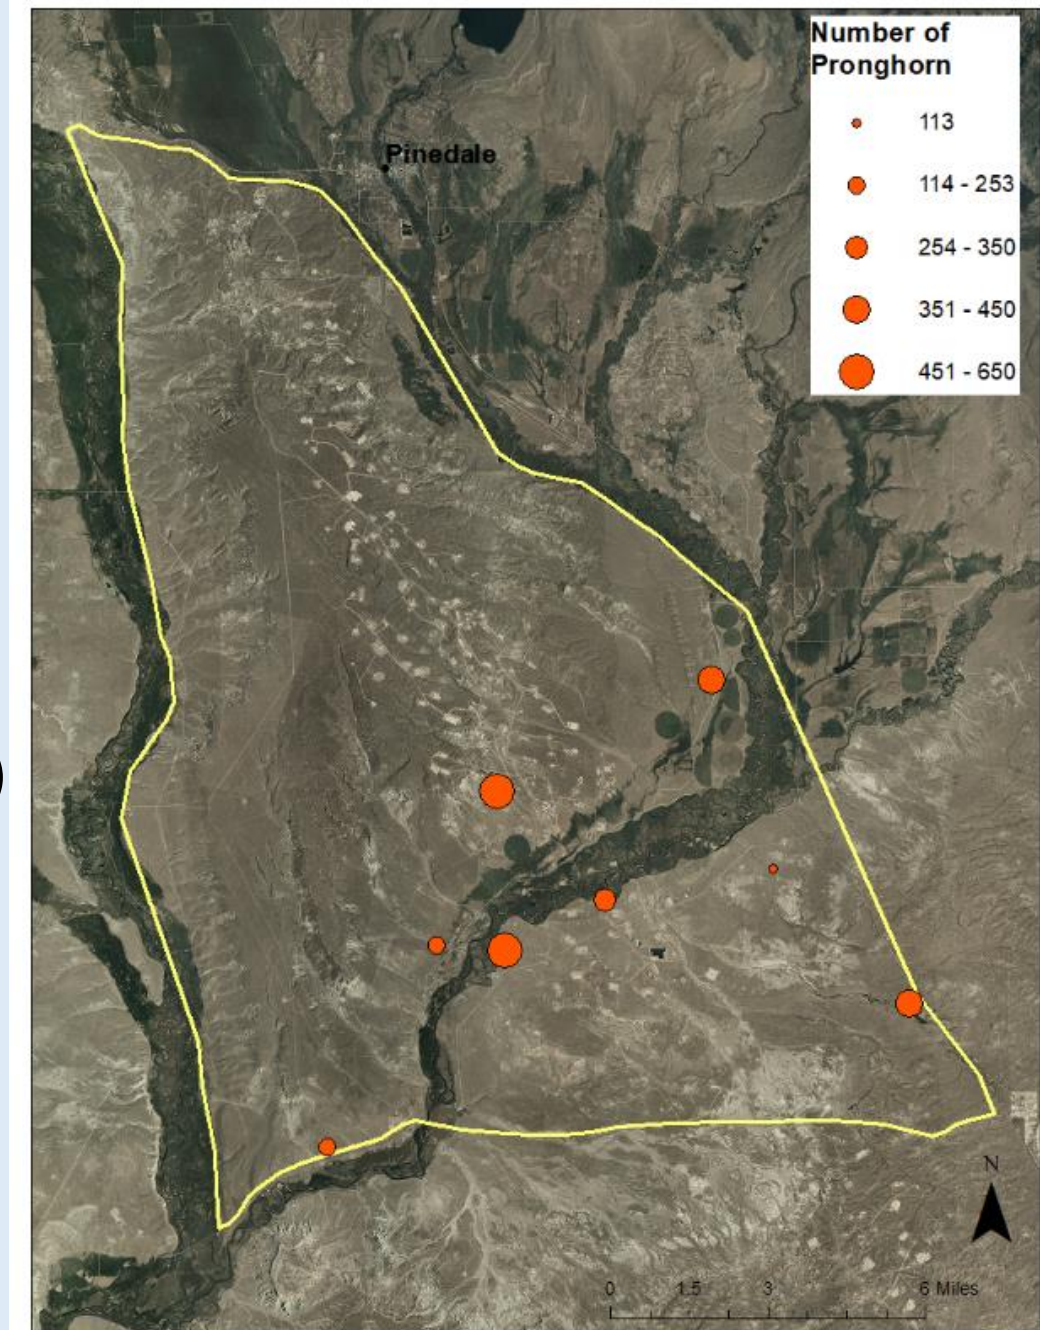 Number of
Pronghorn
113
114 - 253
254 - 350
351 - 450
451 - 650
Pinedale
N
0 1.5 3 6 Miles